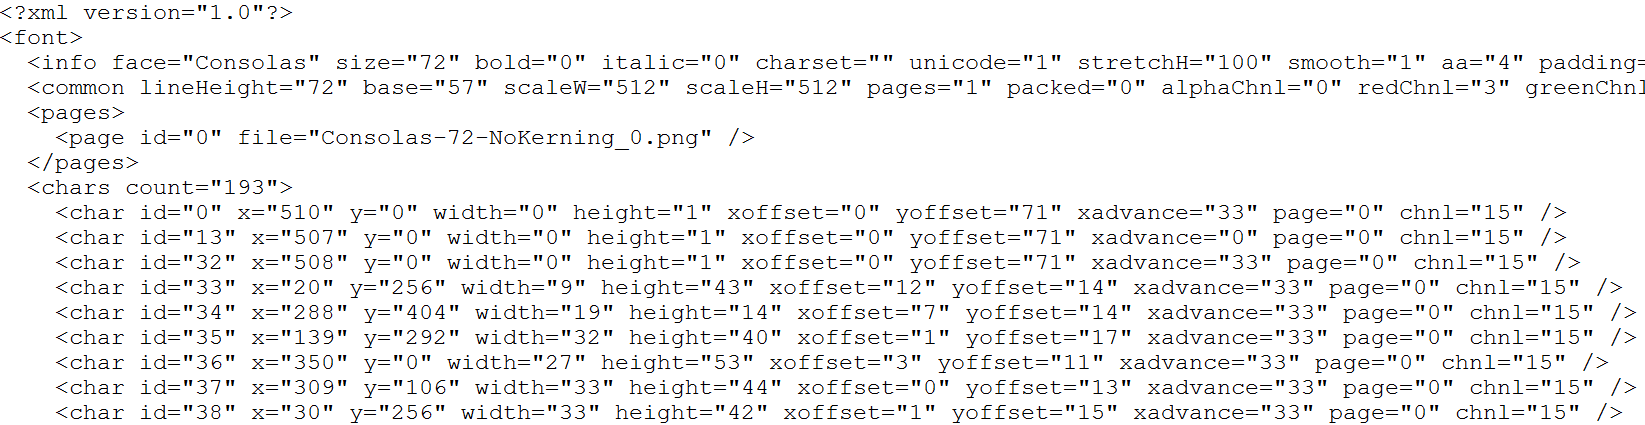 <?xml version="1.0"?>
<font>
  <info face="Consolas" size="72" bold="0" italic="0" charset="" unicode="1" stretchH="100" smooth="1" aa="4" padding=
  <common lineHeight="72" base="57" scaleW="512" scaleH="512" pages="1" packed="0" alphaChnl="0" redChnl="3" greenChnl
  <pages>
    <page id="0" file="Consolas-72-NoKerning_0.png" />
  </pages>
  <chars count="193">
    <char id="0" x="510" y="0" width="0" height="1" xoffset="0" yoffset="71" xadvance="33" page="0" chnl="15" />
    <char id="13" x="507" y="0" width="0" height="1" xoffset="0" yoffset="71" xadvance="0" page="0" chnl="15" />
    <char id="32" x="508" y="0" width="0" height="1" xoffset="0" yoffset="71" xadvance="33" page="0" chnl="15" />
    <char id="33" x="20" y="256" width="9" height="43" xoffset="12" yoffset="14" xadvance="33" page="0" chnl="15" />
    <char id="34" x="288" y="404" width="19" height="14" xoffset="7" yoffset="14" xadvance="33" page="0" chnl="15" />
    <char id="35" x="139" y="292" width="32" height="40" xoffset="1" yoffset="17" xadvance="33" page="0" chnl="15" />
    <char id="36" x="350" y="0" width="27" height="53" xoffset="3" yoffset="11" xadvance="33" page="0" chnl="15" />
    <char id="37" x="309" y="106" width="33" height="44" xoffset="0" yoffset="13" xadvance="33" page="0" chnl="15" />
    <char id="38" x="30" y="256" width="33" height="42" xoffset="1" yoffset="15" xadvance="33" page="0" chnl="15" />